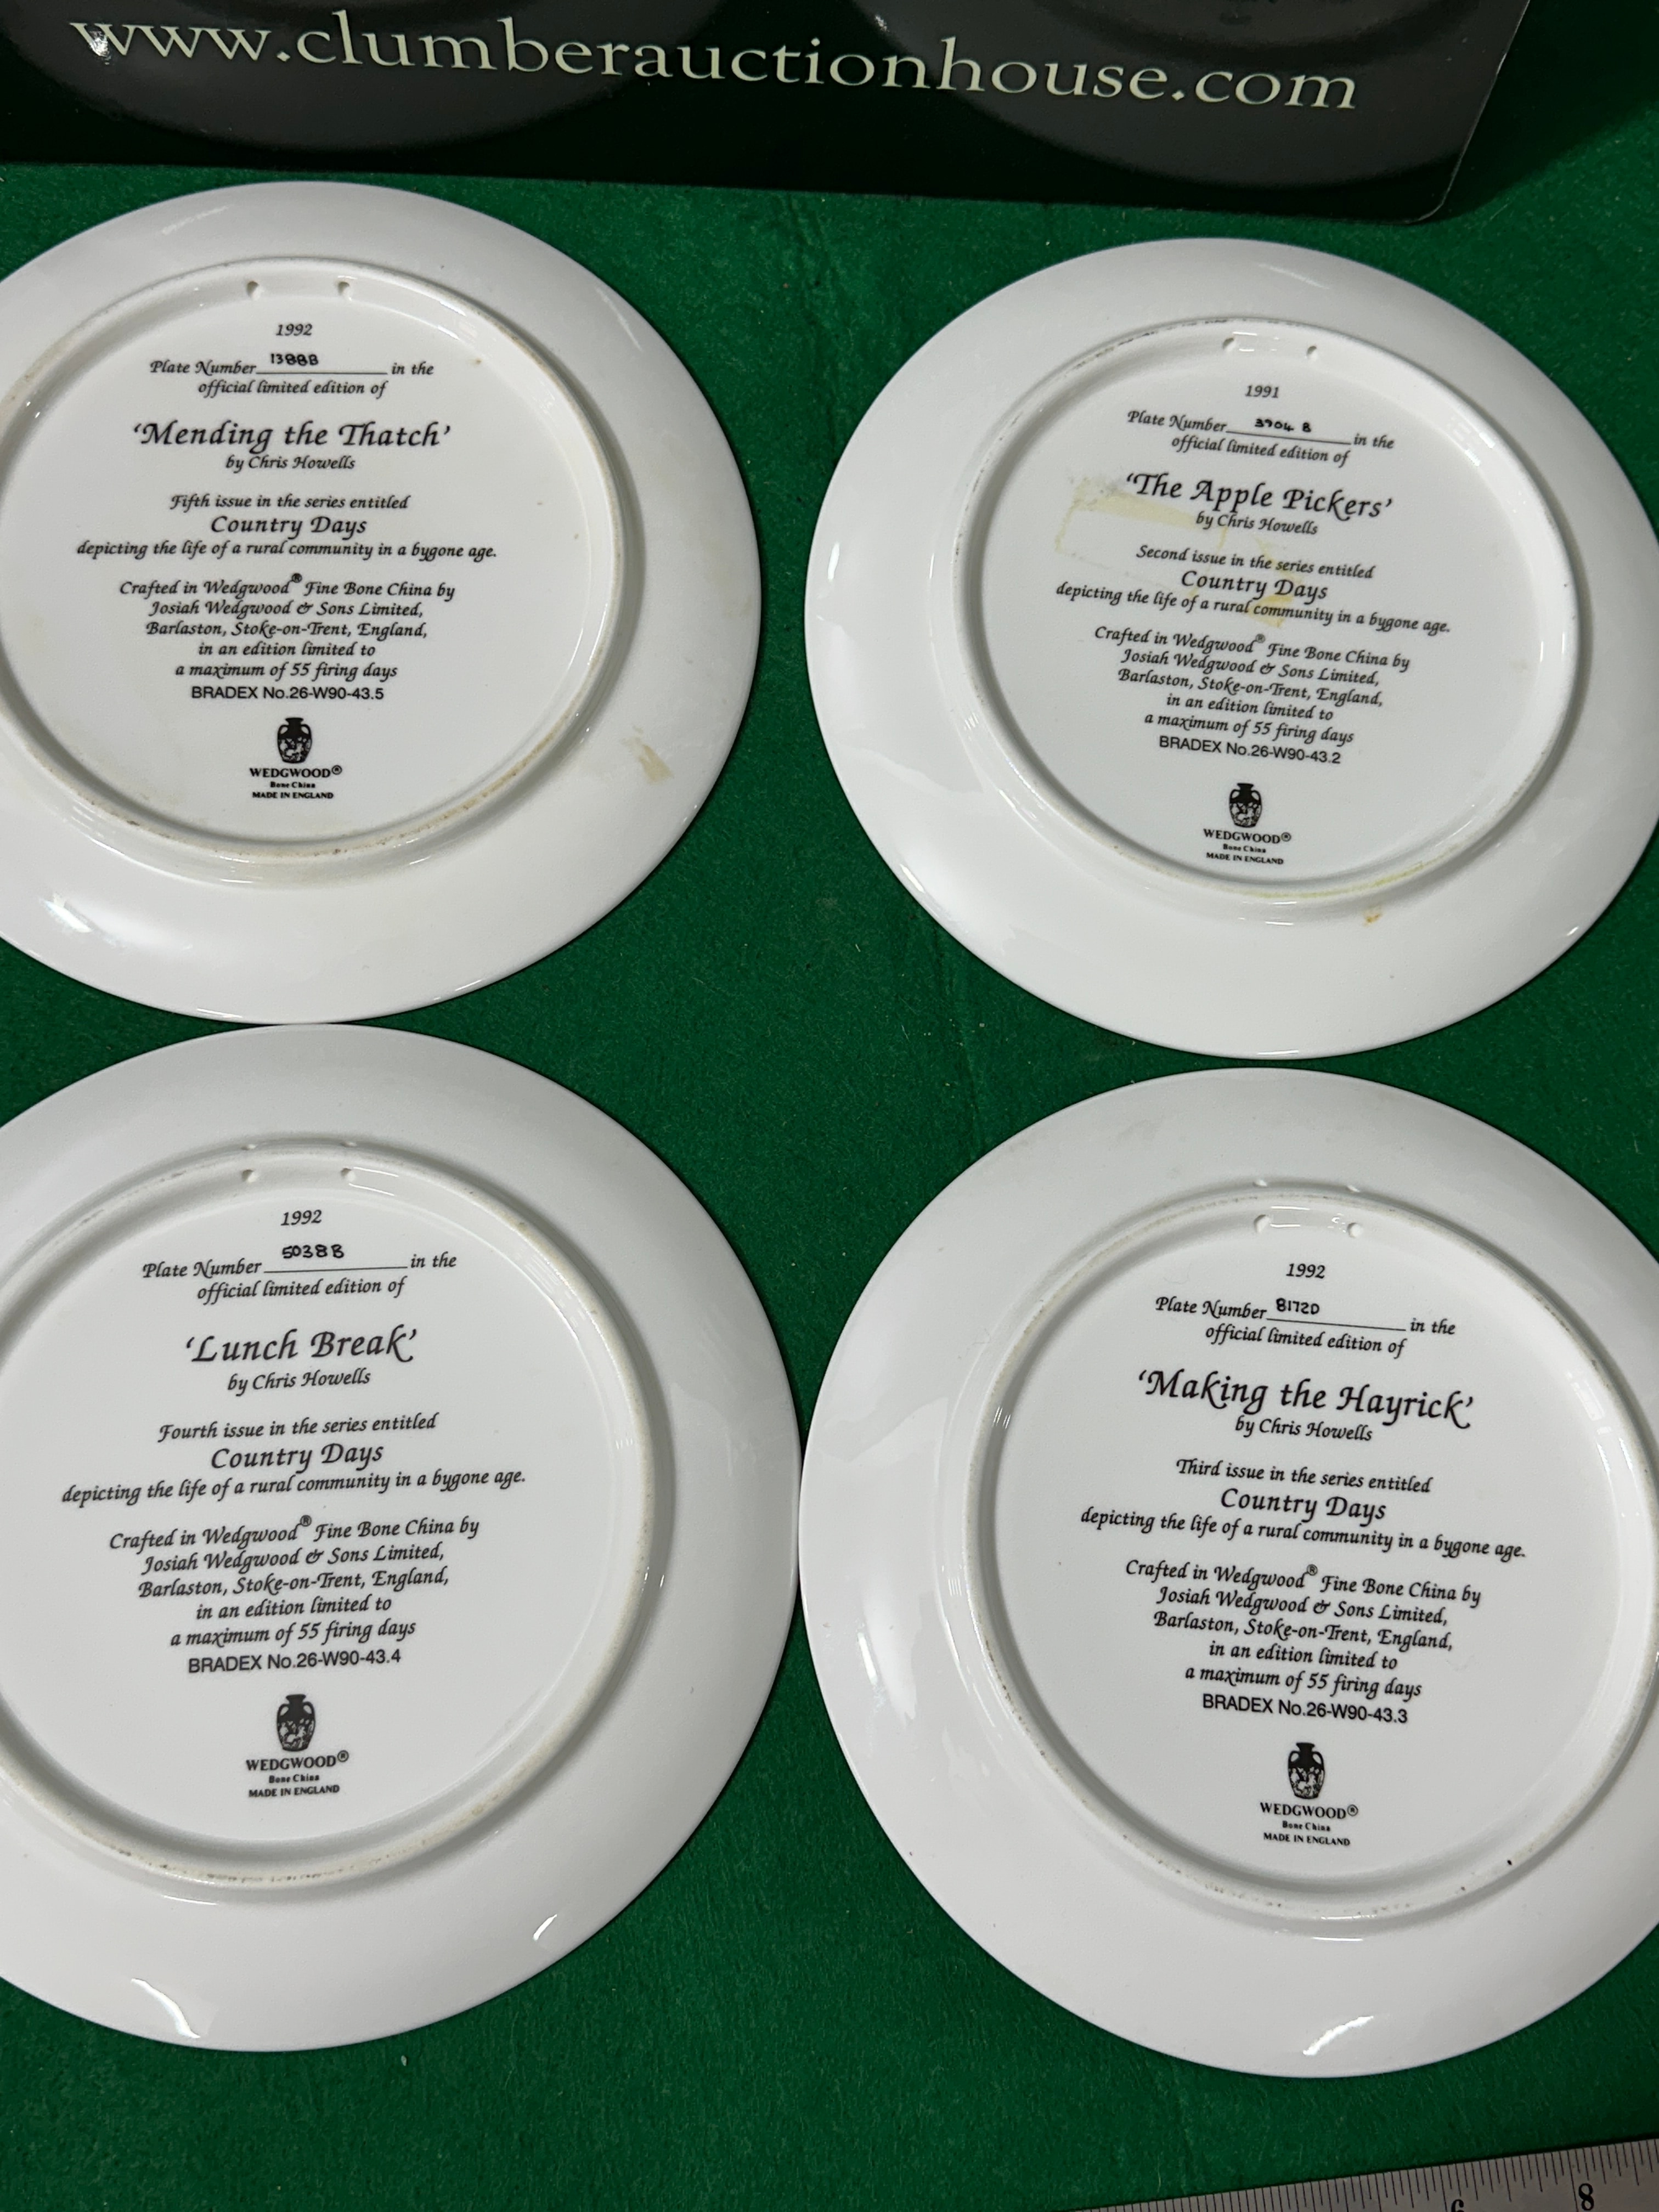 www.clumberauctionhouse.com
1992
Plate Number 1388B in the
official limited edition of
'Mending the Thatch'
by Chris Howells
Fifth issue in the series entitled
Country Days
depicting the life of a rural community in a bygone age.
Crafted in Wedgwood® Fine Bone China by
Josiah Wedgwood & Sons Limited,
Barlaston, Stoke-on-Trent, England,
in an edition limited to
a maximum of 55 firing days
BRADEX No.26-W90-43.5
WEDGWOOD®
Bone China
MADE IN ENGLAND
1991
Plate Number 3704 B in the
official limited edition of
'The Apple Pickers'
by Chris Howells
Second issue in the series entitled
Country Days
depicting the life of a rural community in a bygone age.
Crafted in Wedgwood® Fine Bone China by
Josiah Wedgwood & Sons Limited,
Barlaston, Stoke-on-Trent, England,
in an edition limited to
a maximum of 55 firing days
BRADEX No.26-W90-43.2
WEDGWOOD®
Bone China
MADE IN ENGLAND
1992
Plate Number 5038B in the
official limited edition of
'Lunch Break'
by Chris Howells
Fourth issue in the series entitled
Country Days
depicting the life of a rural community in a bygone age.
Crafted in Wedgwood® Fine Bone China by
Josiah Wedgwood & Sons Limited,
Barlaston, Stoke-on-Trent, England,
in an edition limited to
a maximum of 55 firing days
BRADEX No.26-W90-43.4
WEDGWOOD®
Bone China
MADE IN ENGLAND
1992
Plate Number 8172D in the
official limited edition of
'Making the Hayrick'
by Chris Howells
Third issue in the series entitled
Country Days
depicting the life of a rural community in a bygone age.
Crafted in Wedgwood® Fine Bone China by
Josiah Wedgwood & Sons Limited,
Barlaston, Stoke-on-Trent, England,
in an edition limited to
a maximum of 55 firing days
BRADEX No.26-W90-43.3
WEDGWOOD®
Bone China
MADE IN ENGLAND
6 8